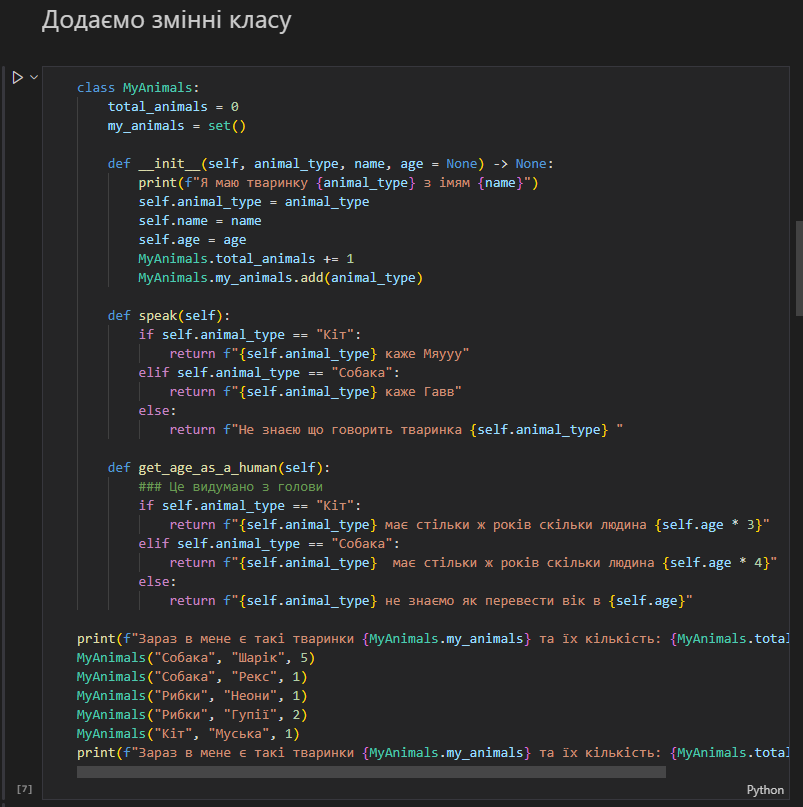 Додаємо змінні класу
class MyAnimals:
    total_animals = 0
    my_animals = set()
    def __init__(self, animal_type, name, age = None) -> None:
        print(f"Я маю тваринку {animal_type} з імям {name}")
        self.animal_type = animal_type
        self.name = name
        self.age = age
        MyAnimals.total_animals += 1
        MyAnimals.my_animals.add(animal_type)
    def speak(self):
        if self.animal_type == "Кіт":
            return f"{self.animal_type} каже Мяууу"
        elif self.animal_type == "Собака":
            return f"{self.animal_type} каже Гавв"
        else:
            return f"Не знаєю що говорить тваринка {self.animal_type} "
    def get_age_as_a_human(self):
        ### Це видумано з голови
        if self.animal_type == "Кіт":
            return f"{self.animal_type} має стільки ж років скільки людина {self.age * 3}"
        elif self.animal_type == "Собака":
            return f"{self.animal_type}  має стільки ж років скільки людина {self.age * 4}"
        else:
            return f"{self.animal_type} не знаємо як перевести вік в {self.age}"
print(f"Зараз в мене є такі тваринки {MyAnimals.my_animals} та їх кількість: {MyAnimals.total
MyAnimals("Собака", "Шарік", 5)
MyAnimals("Собака", "Рекс", 1)
MyAnimals("Рибки", "Неони", 1)
MyAnimals("Рибки", "Гупії", 2)
MyAnimals("Кіт", "Муська", 1)
print(f"Зараз в мене є такі тваринки {MyAnimals.my_animals} та їх кількість: {MyAnimals.total
[7]
Python